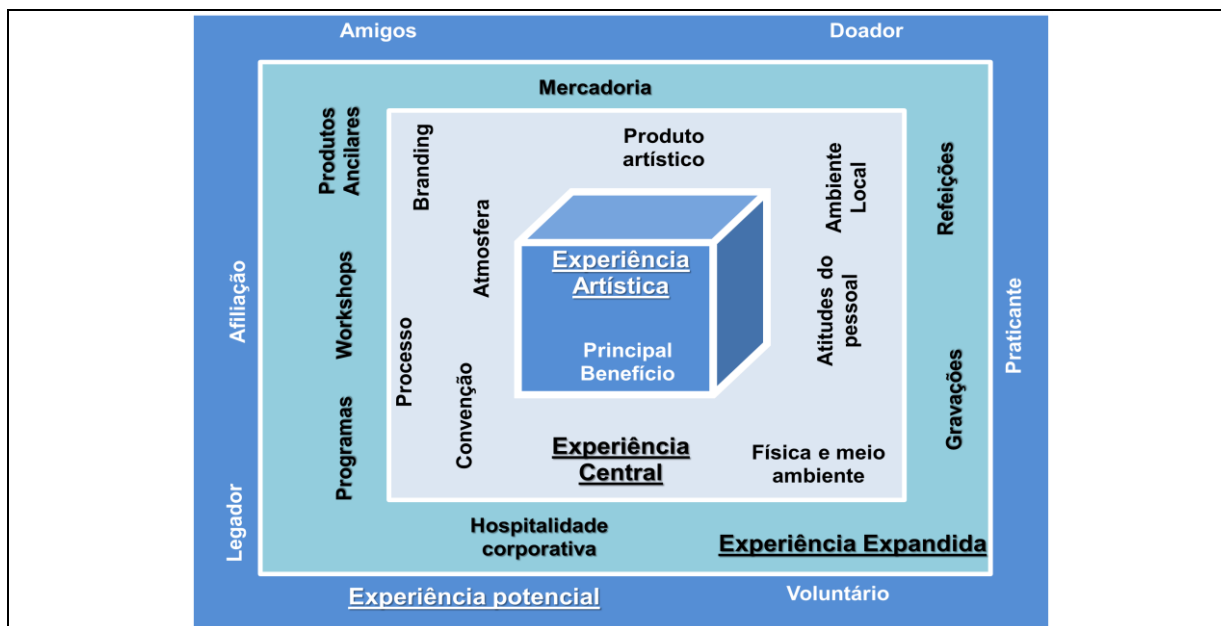 Amigos
Doador
Mercadoria
Produtos
Ancilares
Branding
Produto
artístico
Ambiente
Local
Refeições
Atmosfera
Experiência
Artística
Afiliação
Workshops
Atitudes do
pessoal
Praticante
Processo
Principal
Benefício
Convenção
Gravações
Programas
Experiência
Central
Física e meio
ambiente
Legador
Hospitalidade
corporativa
Experiência Expandida
Experiência potencial
Voluntário